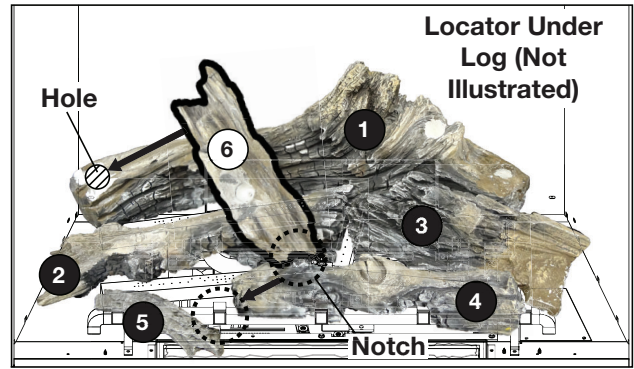 Locator Under
Log (Not
Illustrated)
Hole
1
6
3
2
4
5
Notch